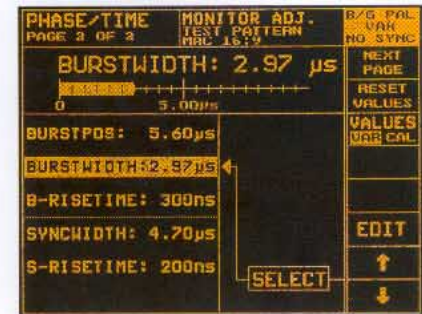 PHASE/TIME
PAGE 2 OF 2
MONITOR ADJ.
TEST PATTERN
MAC 16:9
B/G PAL
VAR
NO SYNC
BURSTWIDTH: 2.97 µs
0 5.00µs
NEXT
PAGE
RESET
VALUES
VALUES
VAR CAL
BURSTPOS: 5.60µs
BURSTWIDTH:2.97µs
B-RISETIME: 300ns
SYNCWIDTH: 4.70µs
S-RISETIME: 200ns
SELECT
EDIT
↑
↓